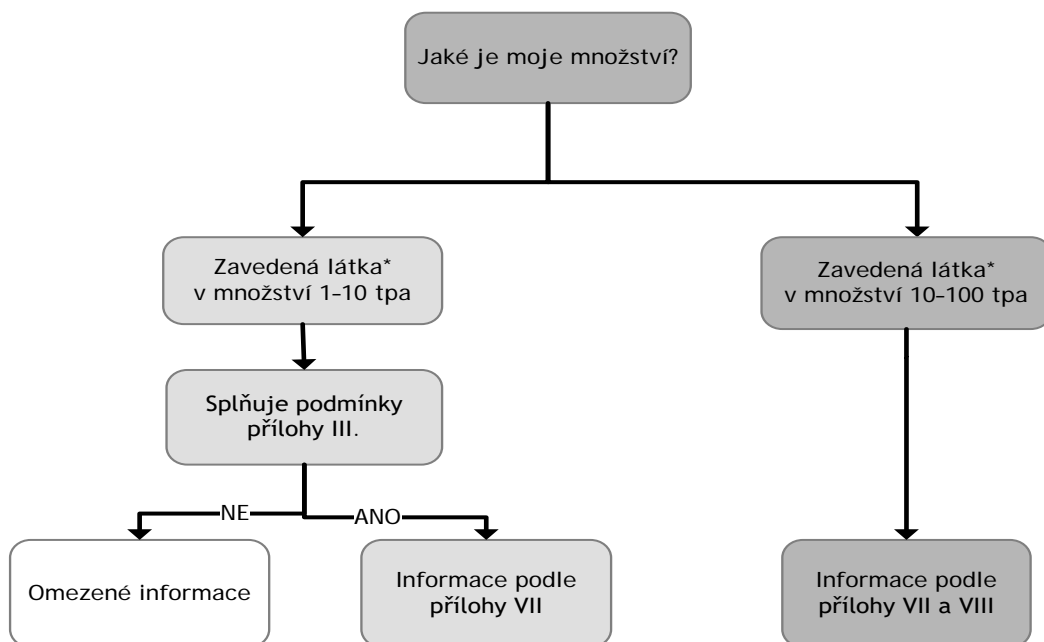 Jaké je moje množství?
Zavedená látka*
v množství 1–10 tpa
Zavedená látka*
v množství 10–100 tpa
Splňuje podmínky
přílohy III.
NE
ANO
Omezené informace
Informace podle
přílohy VII
Informace podle
přílohy VII a VIII